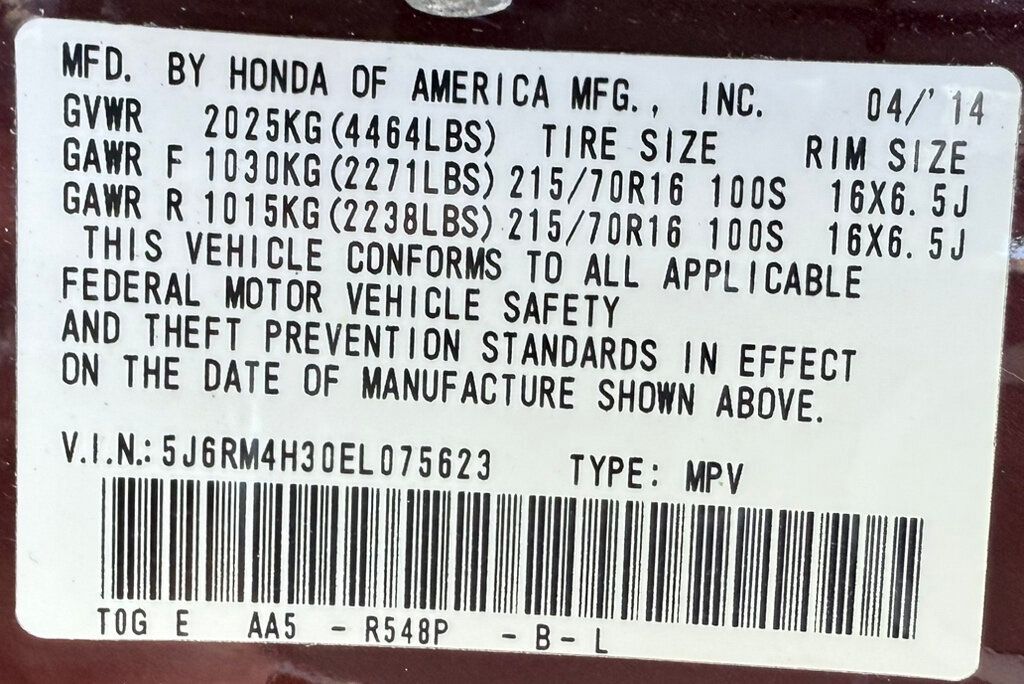 MFD. BY HONDA OF AMERICA MFG., INC. 04/'14
GVWR 2025KG(4464LBS) TIRE SIZE RIM SIZE
GAWR F 1030KG(2271LBS) 215/70R16 100S 16X6.5J
GAWR R 1015KG(2238LBS) 215/70R16 100S 16X6.5J
THIS VEHICLE CONFORMS TO ALL APPLICABLE
FEDERAL MOTOR VEHICLE SAFETY
AND THEFT PREVENTION STANDARDS IN EFFECT
ON THE DATE OF MANUFACTURE SHOWN ABOVE.
V.I.N.: 5J6RM4H30EL075623 TYPE: MPV
TOG E AA5 - R548P - B - L